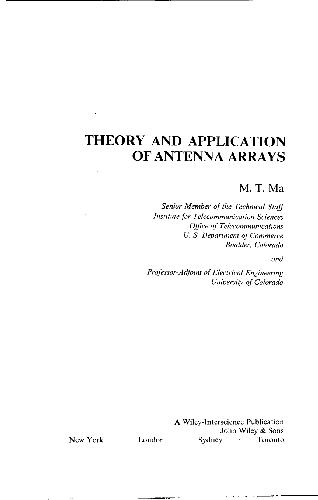 THEORY AND APPLICATION
OF ANTENNA ARRAYS
M. T. Ma
Senior Member of the Technical Staff
Institute for Telecommunication Sciences
Office of Telecommunications
U. S. Department of Commerce
Boulder, Colorado
and
Professor-Adjoint of Electrical Engineering
University of Colorado
A Wiley-Interscience Publication
John Wiley & Sons
New York London Sydney · Toronto